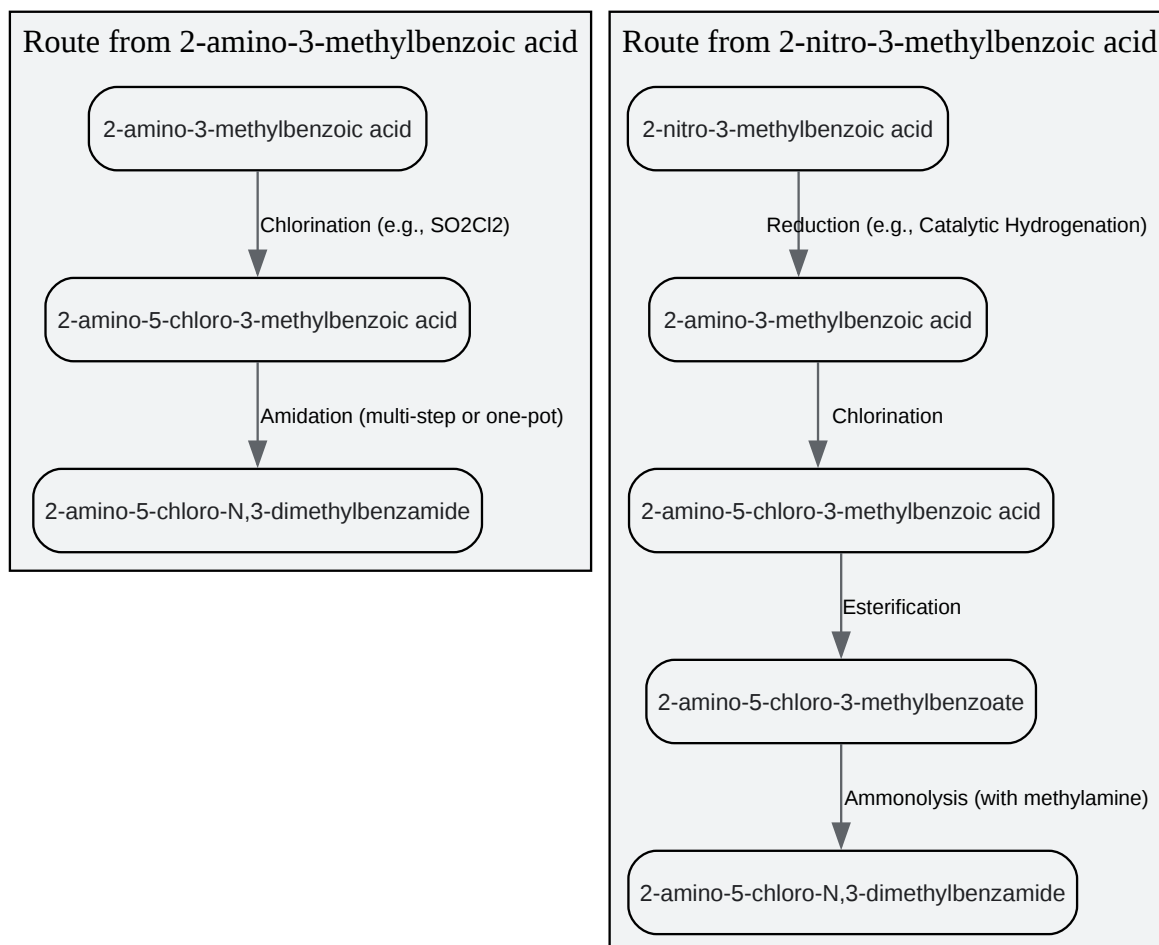 Route from 2-amino-3-methylbenzoic acid
2-amino-3-methylbenzoic acid
Chlorination (e.g., SO2Cl2)
2-amino-5-chloro-3-methylbenzoic acid
Amidation (multi-step or one-pot)
2-amino-5-chloro-N,3-dimethylbenzamide
Route from 2-nitro-3-methylbenzoic acid
2-nitro-3-methylbenzoic acid
Reduction (e.g., Catalytic Hydrogenation)
2-amino-3-methylbenzoic acid
Chlorination
2-amino-5-chloro-3-methylbenzoic acid
Esterification
2-amino-5-chloro-3-methylbenzoate
Ammonolysis (with methylamine)
2-amino-5-chloro-N,3-dimethylbenzamide